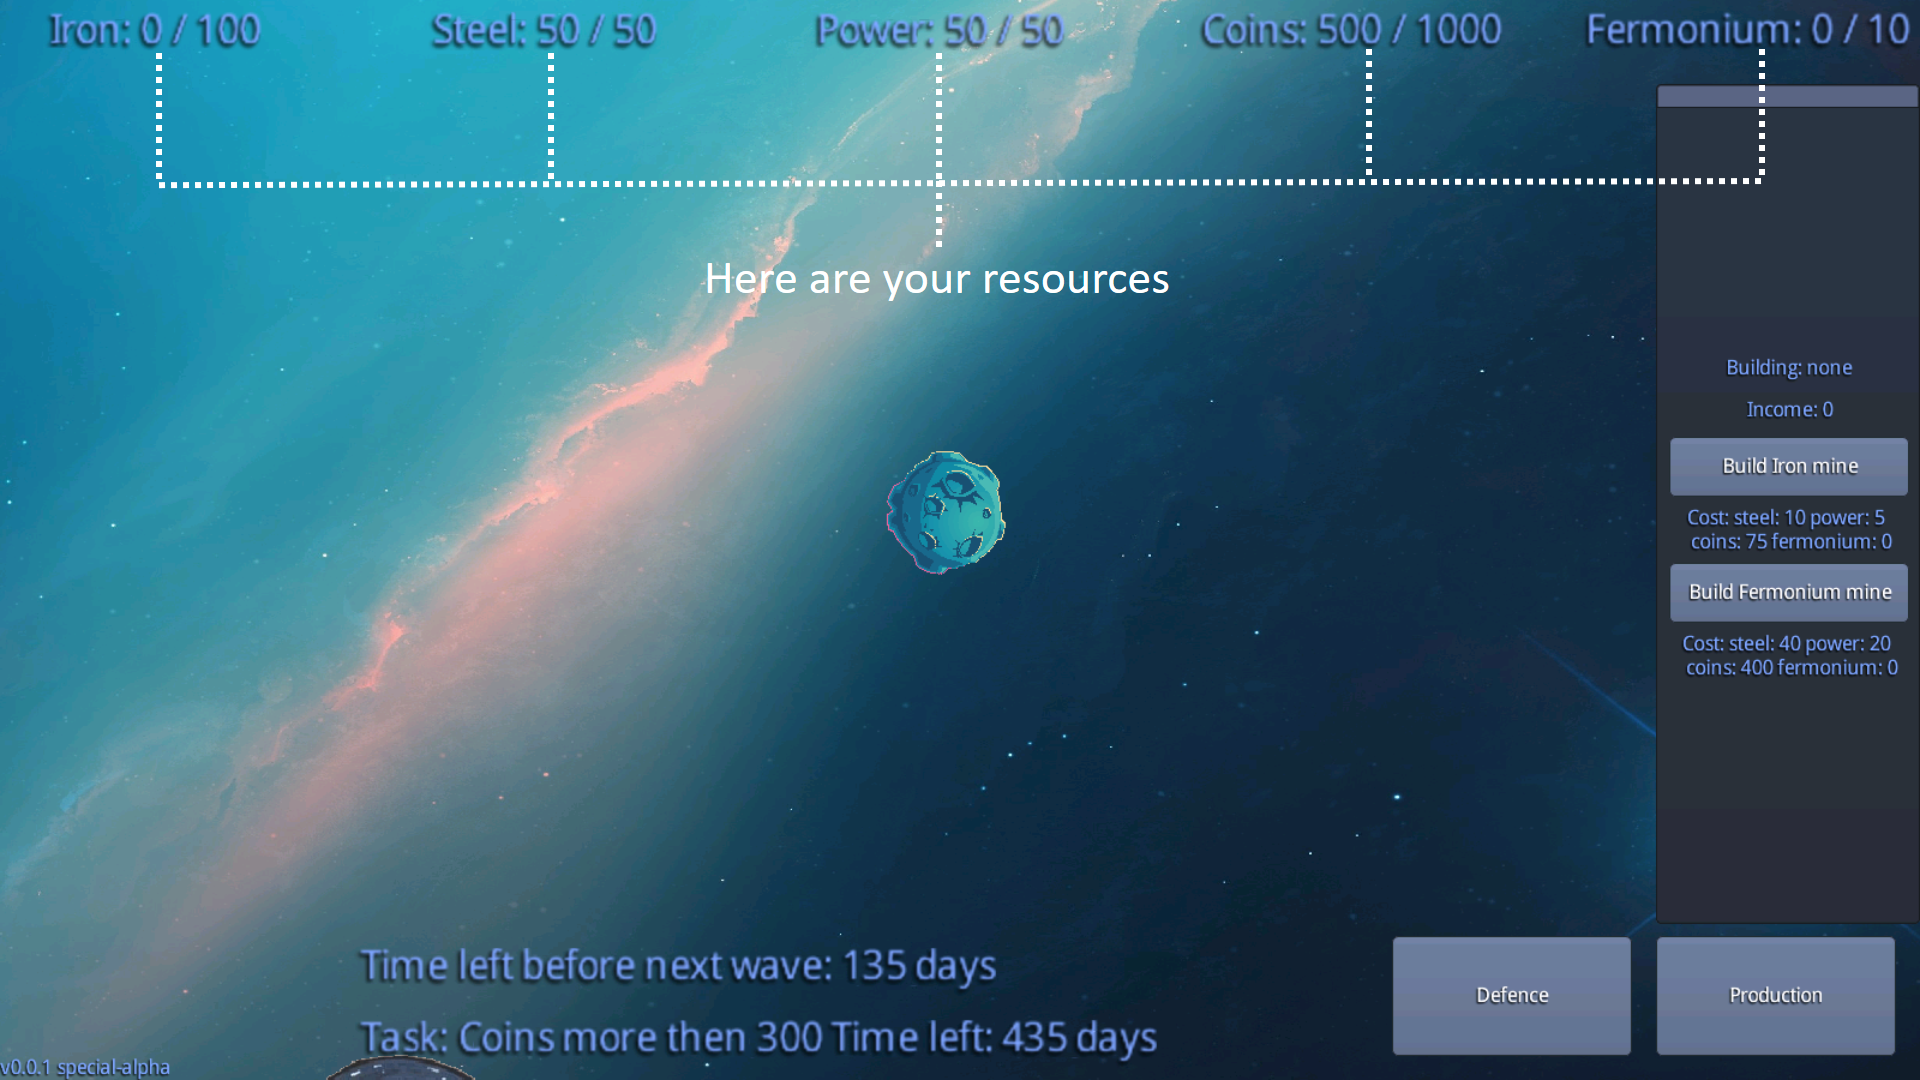 Iron: 0 / 100
Steel: 50 / 50
Power: 50 / 50
Coins: 500 / 1000
Fermonium: 0 / 10
Here are your resources
Building: none
Income: 0
Build Iron mine
Cost: steel: 10 power: 5
coins: 75 fermonium: 0
Build Fermonium mine
Cost: steel: 40 power: 20
coins: 400 fermonium: 0
Time left before next wave: 135 days
Task: Coins more then 300 Time left: 435 days
Defence
Production
v0.0.1 special-alpha